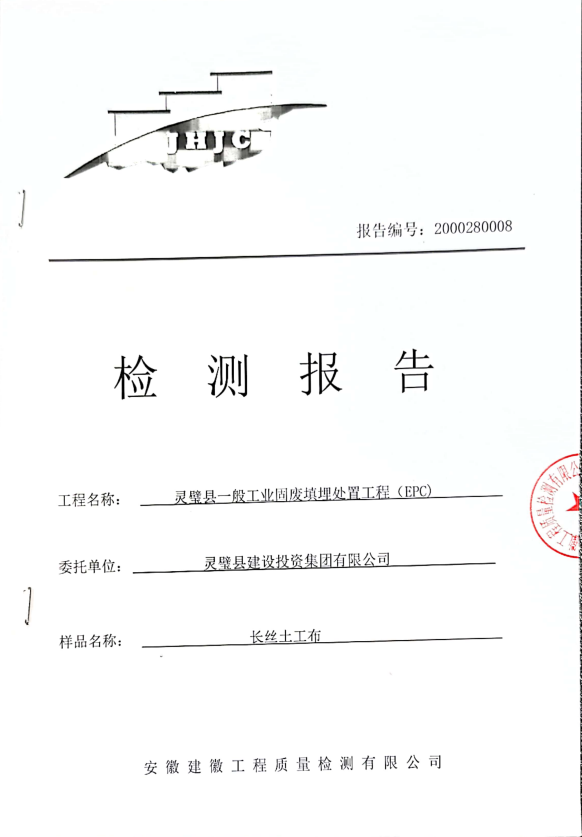 JHJC
报告编号：2000280008
检测报告
工程名称：灵璧县一般工业固废填埋处置工程（EPC）
委托单位：灵璧县建设投资集团有限公司
样品名称：长丝土工布
安徽建徽工程质量检测有限公司